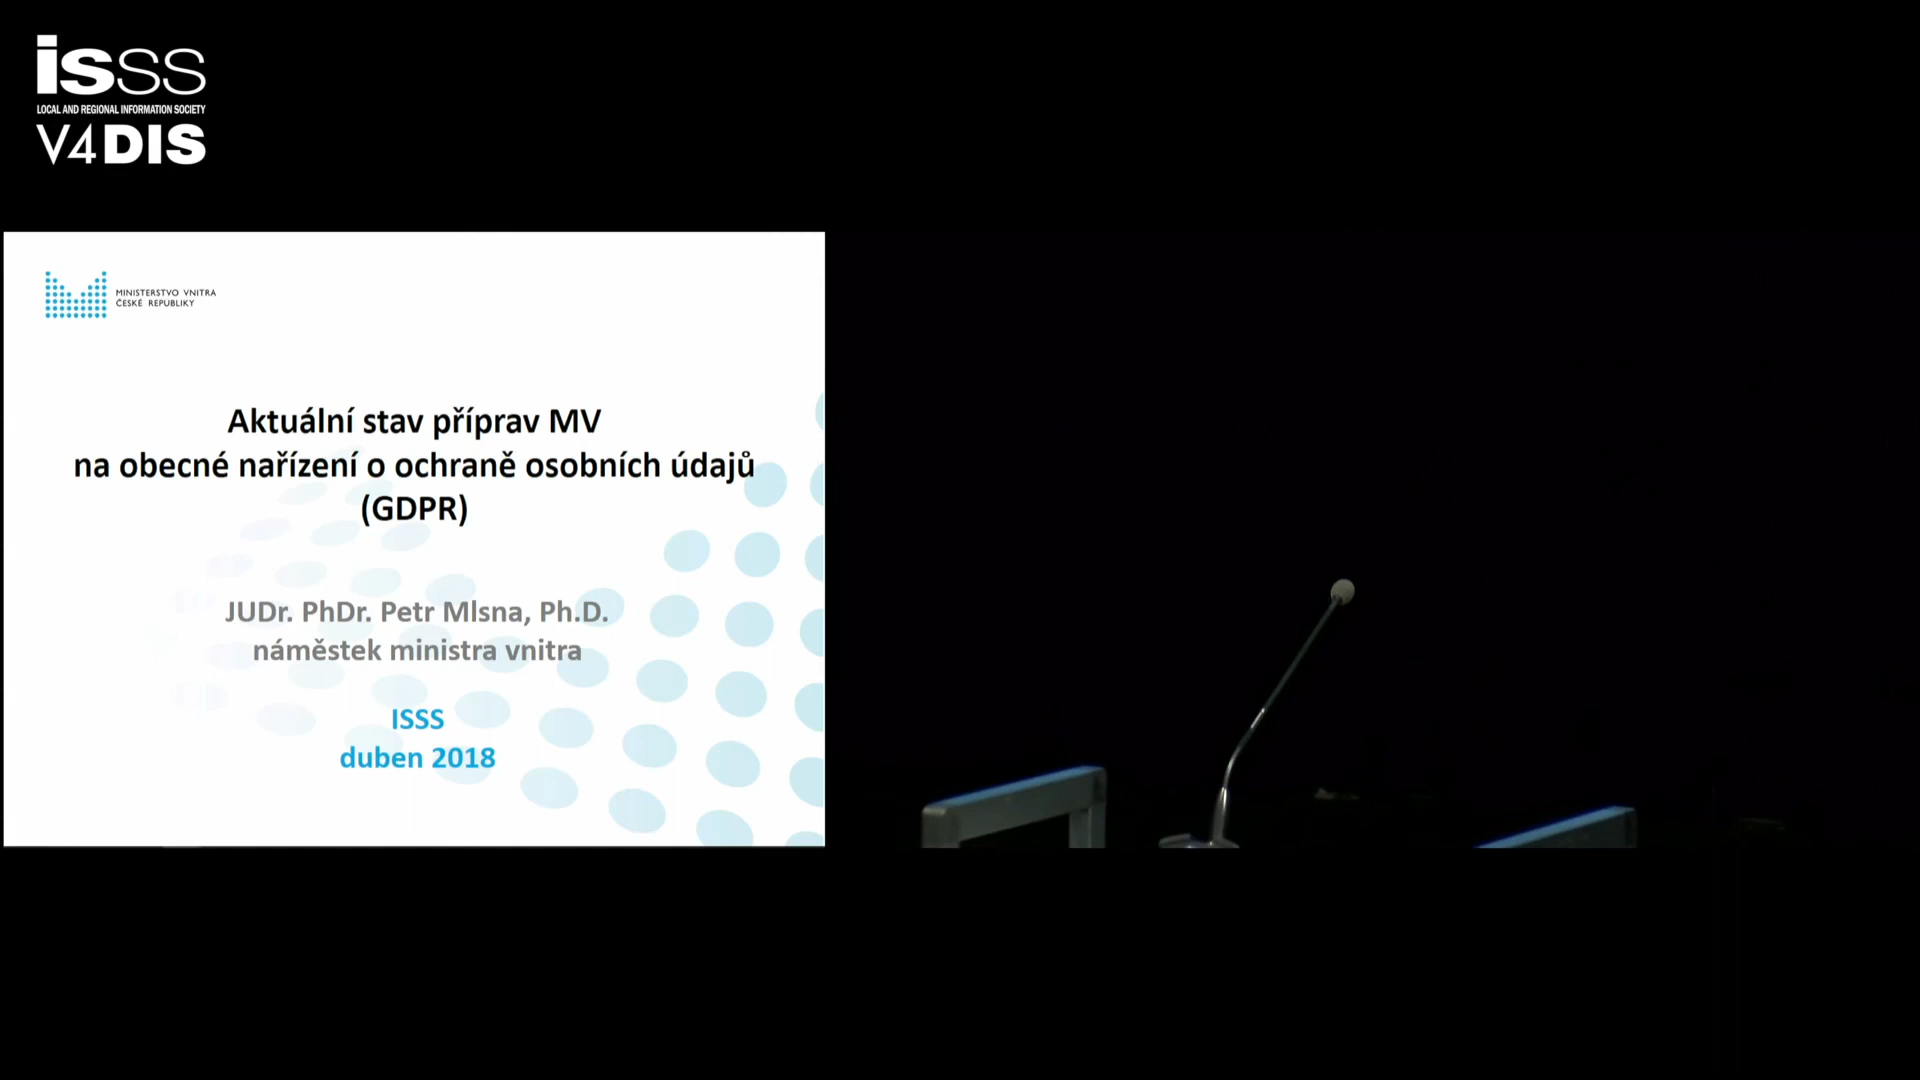 isss
LOCAL AND REGIONAL INFORMATION SOCIETY
V4DIS
MINISTERSTVO VNITRA
ČESKÉ REPUBLIKY
Aktuální stav příprav MV
na obecné nařízení o ochraně osobních údajů
(GDPR)
JUDr. PhDr. Petr Mlsna, Ph.D.
náměstek ministra vnitra
ISSS
duben 2018